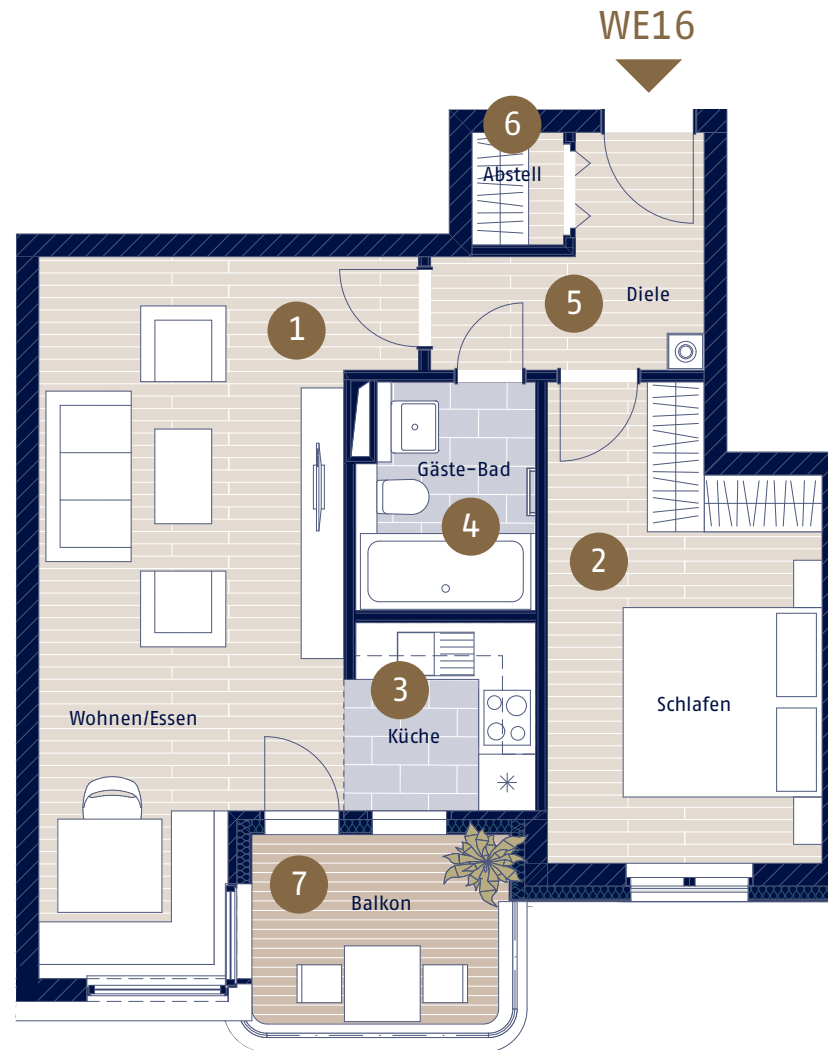 WE16
6
Abstell
5
Diele
1
Gäste-Bad
4
2
3
Küche
Schlafen
Wohnen/Essen
7
Balkon